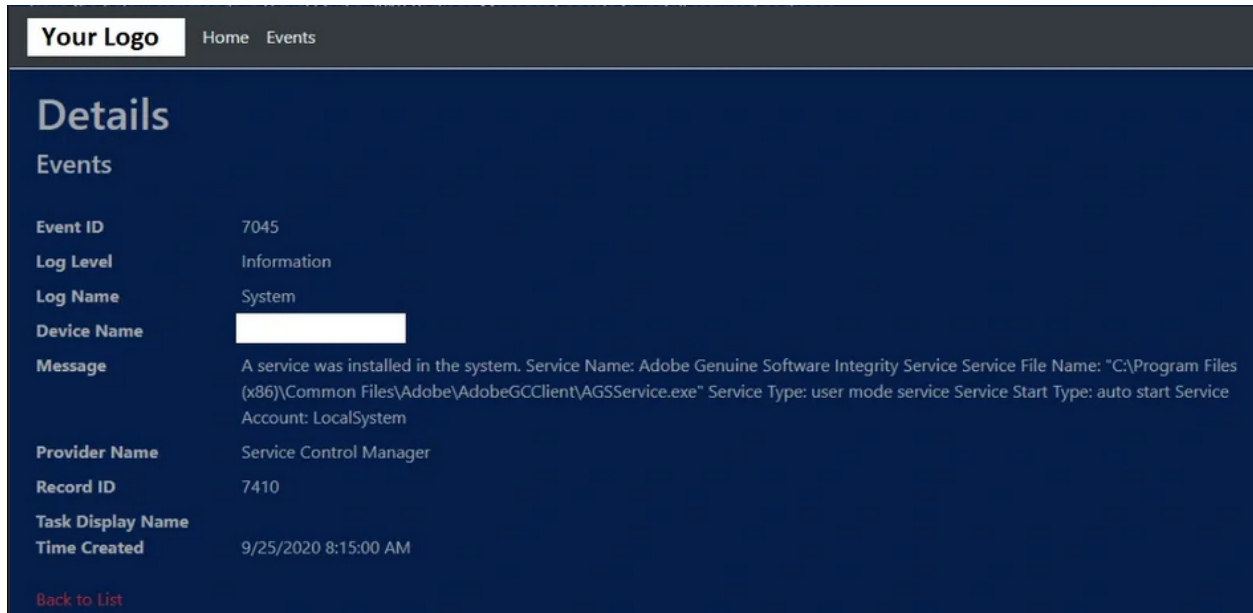 Your Logo Home Events
Details
Events
Event ID 7045
Log Level Information
Log Name System
Device Name
Message A service was installed in the system. Service Name: Adobe Genuine Software Integrity Service Service File Name: "C:\Program Files
(x86)\Common Files\Adobe\AdobeGCClient\AGSService.exe" Service Type: user mode service Service Start Type: auto start Service
Account: LocalSystem
Provider Name Service Control Manager
Record ID 7410
Task Display Name
Time Created 9/25/2020 8:15:00 AM
Back to List